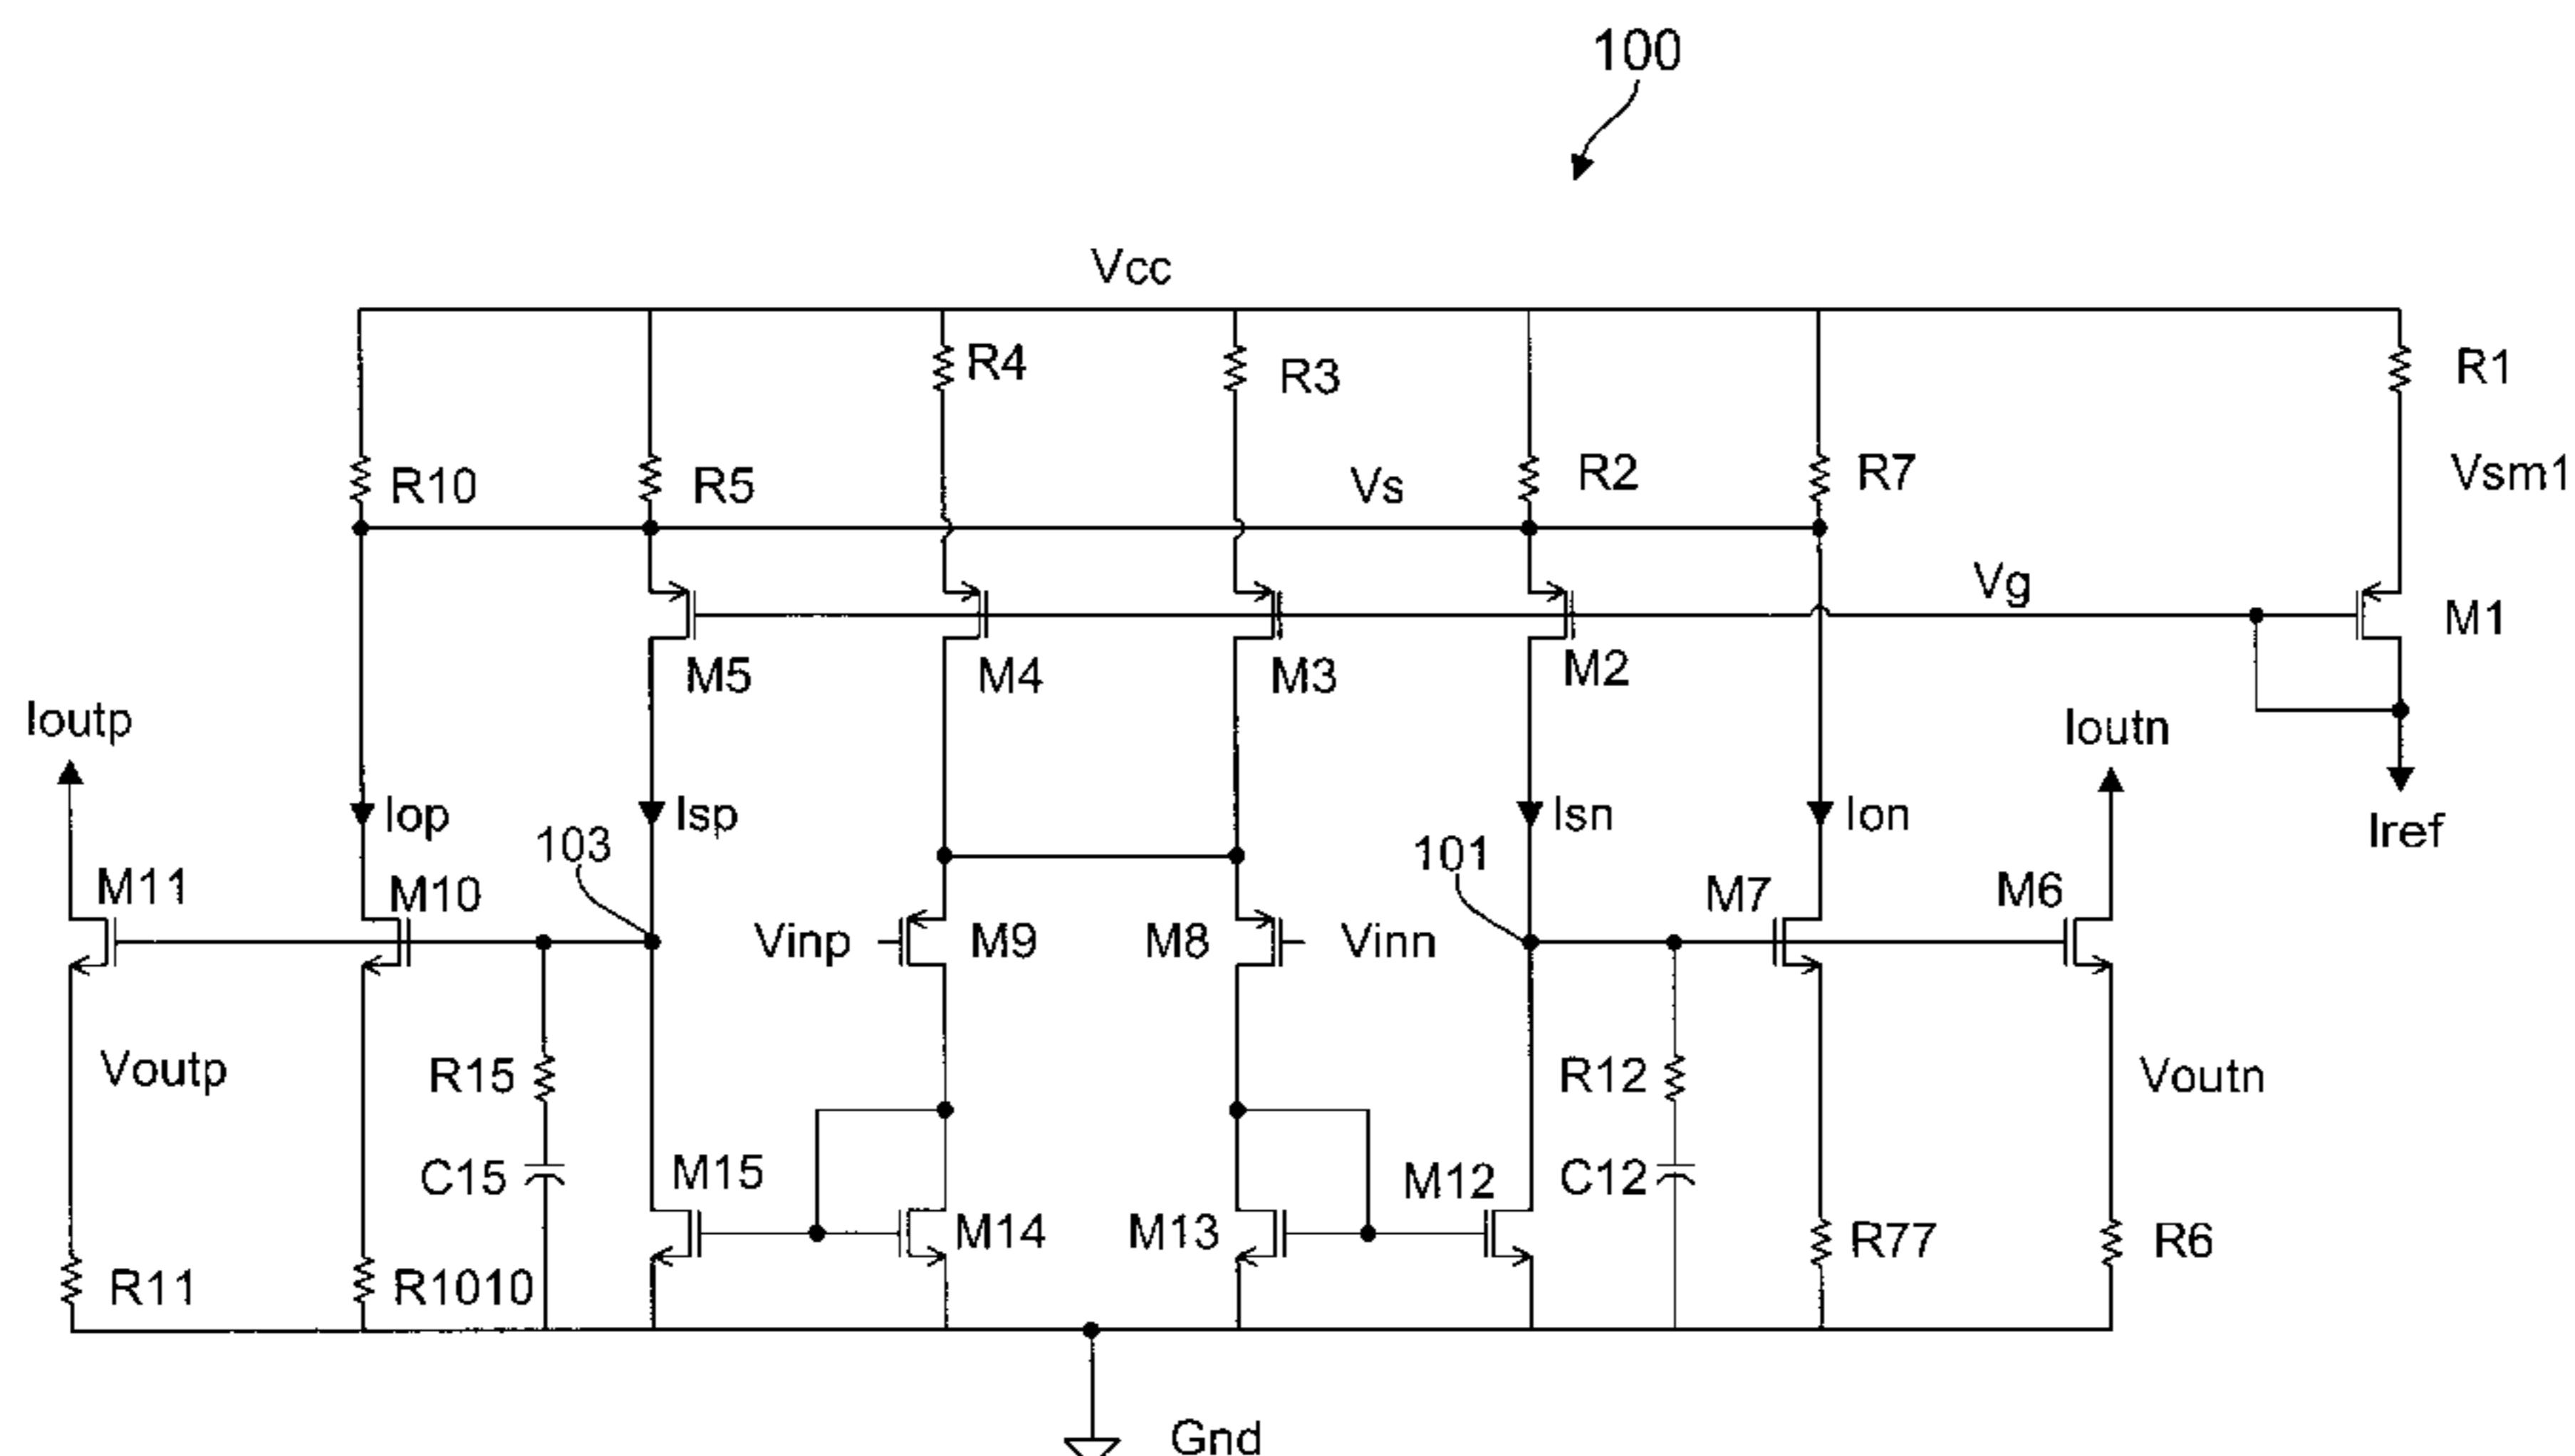 100
Vcc
R4
R3
R1
R10
R5
Vs
R2
R7
Vsm1
Vg
M5
M4
M3
M2
M1
Ioutp
Ioutn
Iop
Isp
Isn
Ion
Iref
103
101
M11
M10
M7
M6
Vinp
M9
M8
Vinn
Voutp
R15
R12
Voutn
C15
M15
M12
C12
M14
M13
R77
R6
R11
R1010
Gnd